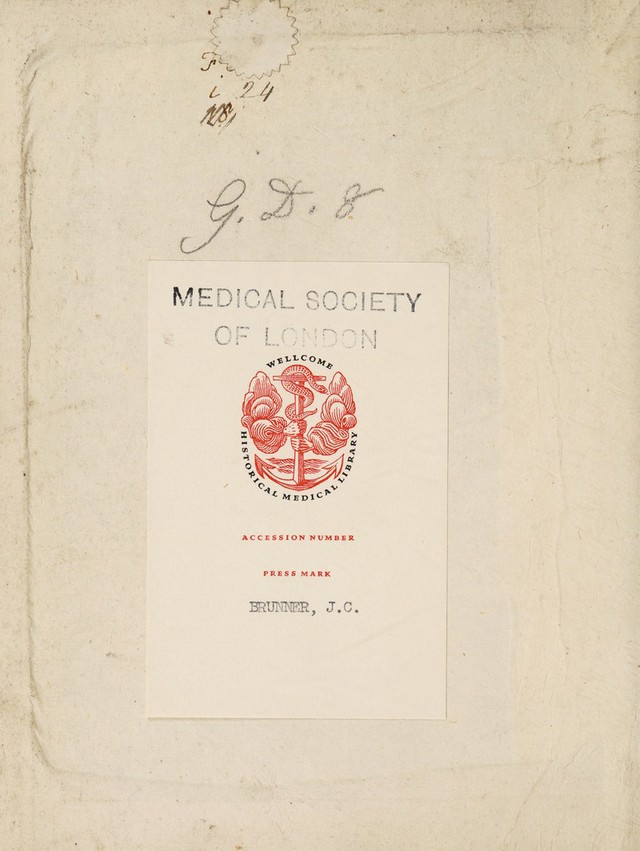 i 24
G. D. 8
MEDICAL SOCIETY
OF LONDON
WELLCOME
HISTORICAL MEDICAL LIBRARY
ACCESSION NUMBER
PRESS MARK
BRUNNER, J.C.